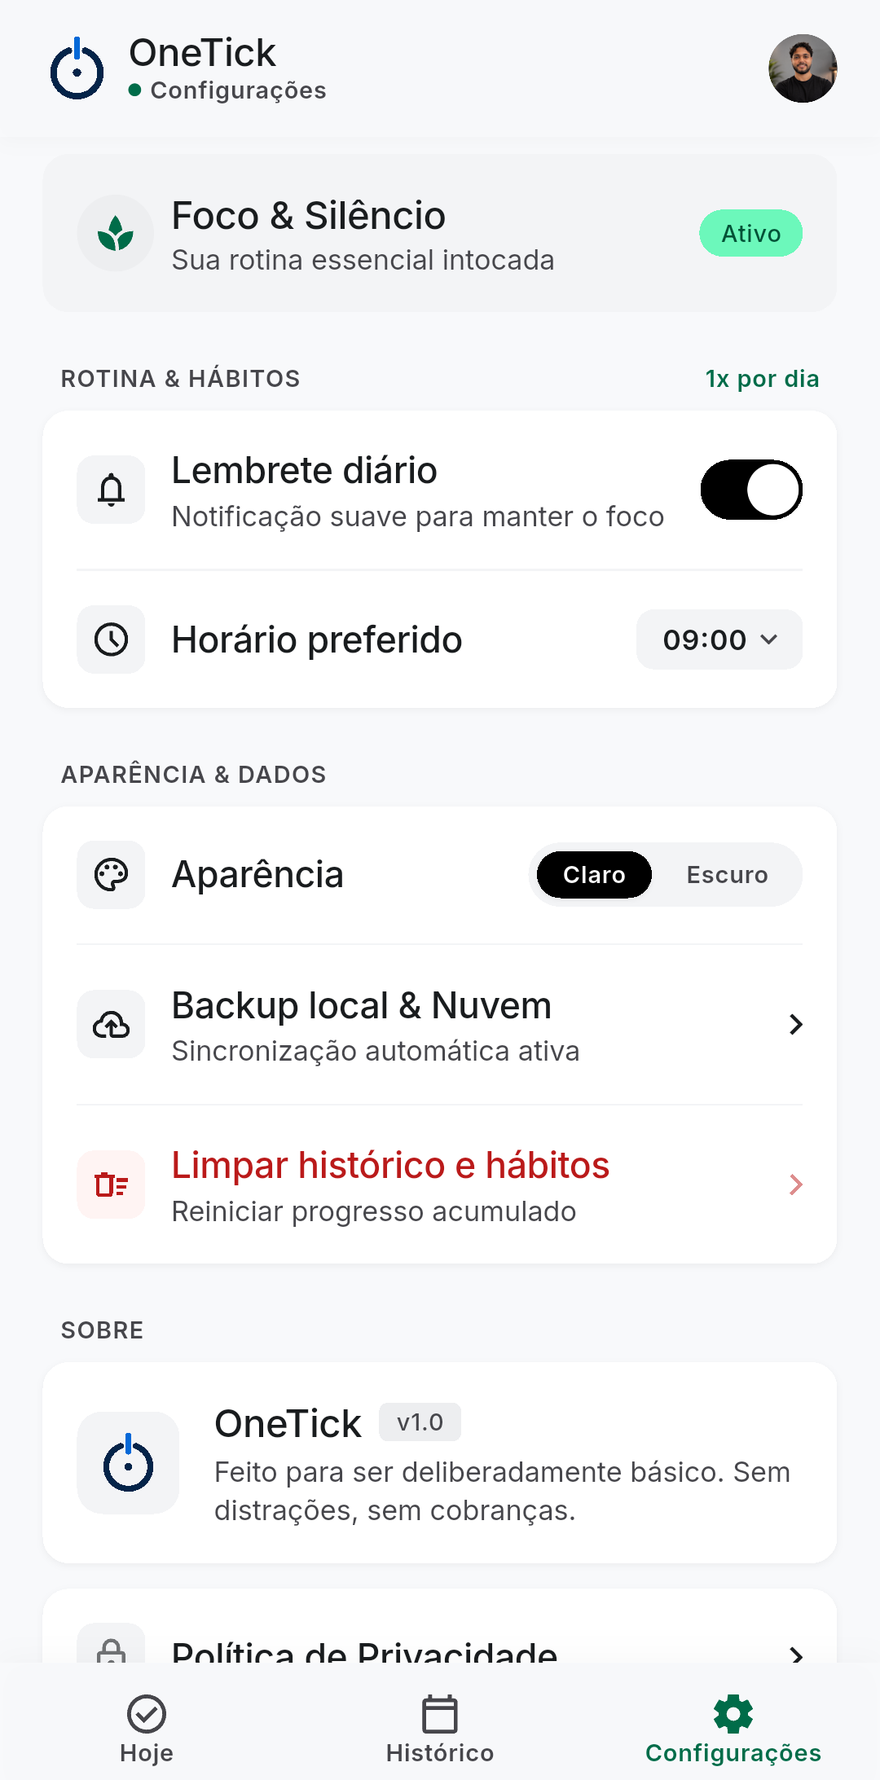 OneTick
Configurações
Foco & Silêncio
Sua rotina essencial intocada
Ativo
ROTINA & HÁBITOS
1x por dia
Lembrete diário
Notificação suave para manter o foco
Horário preferido
09:00
APARÊNCIA & DADOS
Aparência
Claro
Escuro
Backup local & Nuvem
Sincronização automática ativa
Limpar histórico e hábitos
Reiniciar progresso acumulado
SOBRE
OneTick
v1.0
Feito para ser deliberadamente básico. Sem
distrações, sem cobranças.
Política de Privacidade
Hoje
Histórico
Configurações